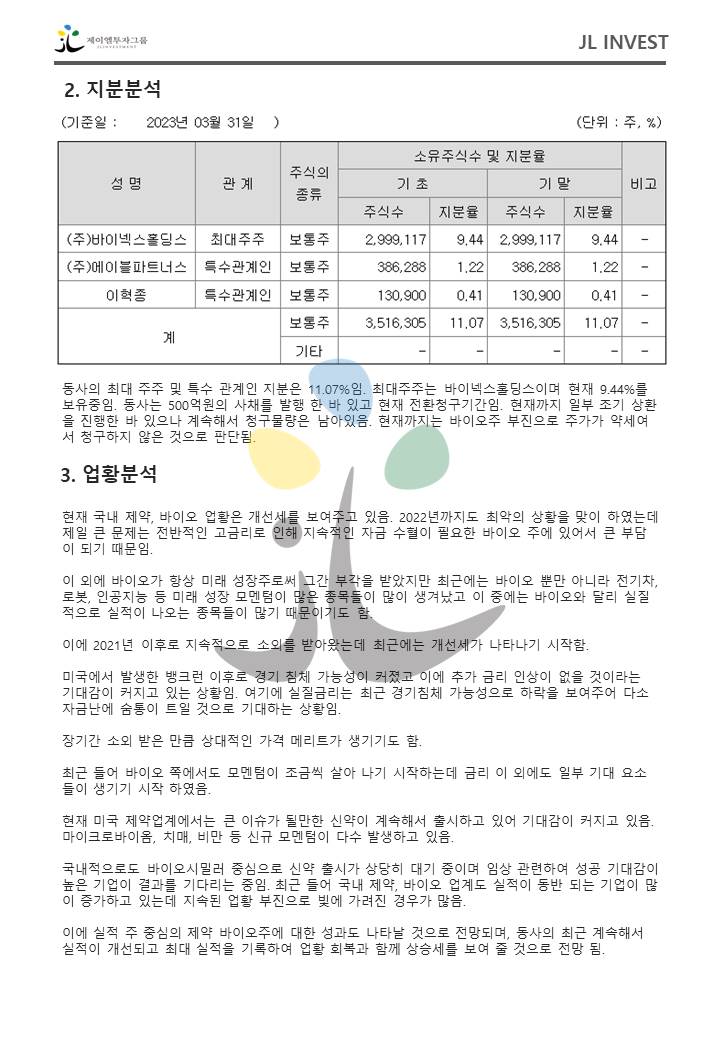 제이엘투자그룹
JL INVESTMENT
JL INVEST
2. 지분분석
(기준일 : 2023년 03월 31일 )
(단위 : 주, %)
성 명 관 계 주식의 종류 소유주식수 및 지분율 비고
기 초 기 말
주식수 지분율 주식수 지분율
(주)바이넥스홀딩스 최대주주 보통주 2,999,117 9.44 2,999,117 9.44 -
(주)에이블파트너스 특수관계인 보통주 386,288 1.22 386,288 1.22 -
이혁종 특수관계인 보통주 130,900 0.41 130,900 0.41 -
계 보통주 3,516,305 11.07 3,516,305 11.07 -
기타 - - - - -
동사의 최대 주주 및 특수 관계인 지분은 11.07%임. 최대주주는 바이넥스홀딩스이며 현재 9.44%를
보유중임. 동사는 500억원의 사채를 발행 한 바 있고 현재 전환청구기간임. 현재까지 일부 조기 상환
을 진행한 바 있으나 계속해서 청구물량은 남아있음. 현재까지는 바이오주 부진으로 주가가 약세여
서 청구하지 않은 것으로 판단됨.
3. 업황분석
현재 국내 제약, 바이오 업황은 개선세를 보여주고 있음. 2022년까지도 최악의 상황을 맞이 하였는데
제일 큰 문제는 전반적인 고금리로 인해 지속적인 자금 수혈이 필요한 바이오 주에 있어서 큰 부담
이 되기 때문임.
이 외에 바이오가 항상 미래 성장주로써 그간 부각을 받았지만 최근에는 바이오 뿐만 아니라 전기차,
로봇, 인공지능 등 미래 성장 모멘텀이 많은 종목들이 많이 생겨났고 이 중에는 바이오와 달리 실질
적으로 실적이 나오는 종목들이 많기 때문이기도 함.
이에 2021년 이후로 지속적으로 소외를 받아왔는데 최근에는 개선세가 나타나기 시작함.
미국에서 발생한 뱅크런 이후로 경기 침체 가능성이 커졌고 이에 추가 금리 인상이 없을 것이라는
기대감이 커지고 있는 상황임. 여기에 실질금리는 최근 경기침체 가능성으로 하락을 보여주어 다소
자금난에 숨통이 트일 것으로 기대하는 상황임.
장기간 소외 받은 만큼 상대적인 가격 메리트가 생기기도 함.
최근 들어 바이오 쪽에서도 모멘텀이 조금씩 살아 나기 시작하는데 금리 이 외에도 일부 기대 요소
들이 생기기 시작 하였음.
현재 미국 제약업계에서는 큰 이슈가 될만한 신약이 계속해서 출시하고 있어 기대감이 커지고 있음.
마이크로바이옴, 치매, 비만 등 신규 모멘텀이 다수 발생하고 있음.
국내적으로도 바이오시밀러 중심으로 신약 출시가 상당히 대기 중이며 임상 관련하여 성공 기대감이
높은 기업이 결과를 기다리는 중임. 최근 들어 국내 제약, 바이오 업계도 실적이 동반 되는 기업이 많
이 증가하고 있는데 지속된 업황 부진으로 빛에 가려진 경우가 많음.
이에 실적 주 중심의 제약 바이오주에 대한 성과도 나타날 것으로 전망되며, 동사의 최근 계속해서
실적이 개선되고 최대 실적을 기록하여 업황 회복과 함께 상승세를 보여 줄 것으로 전망 됨.